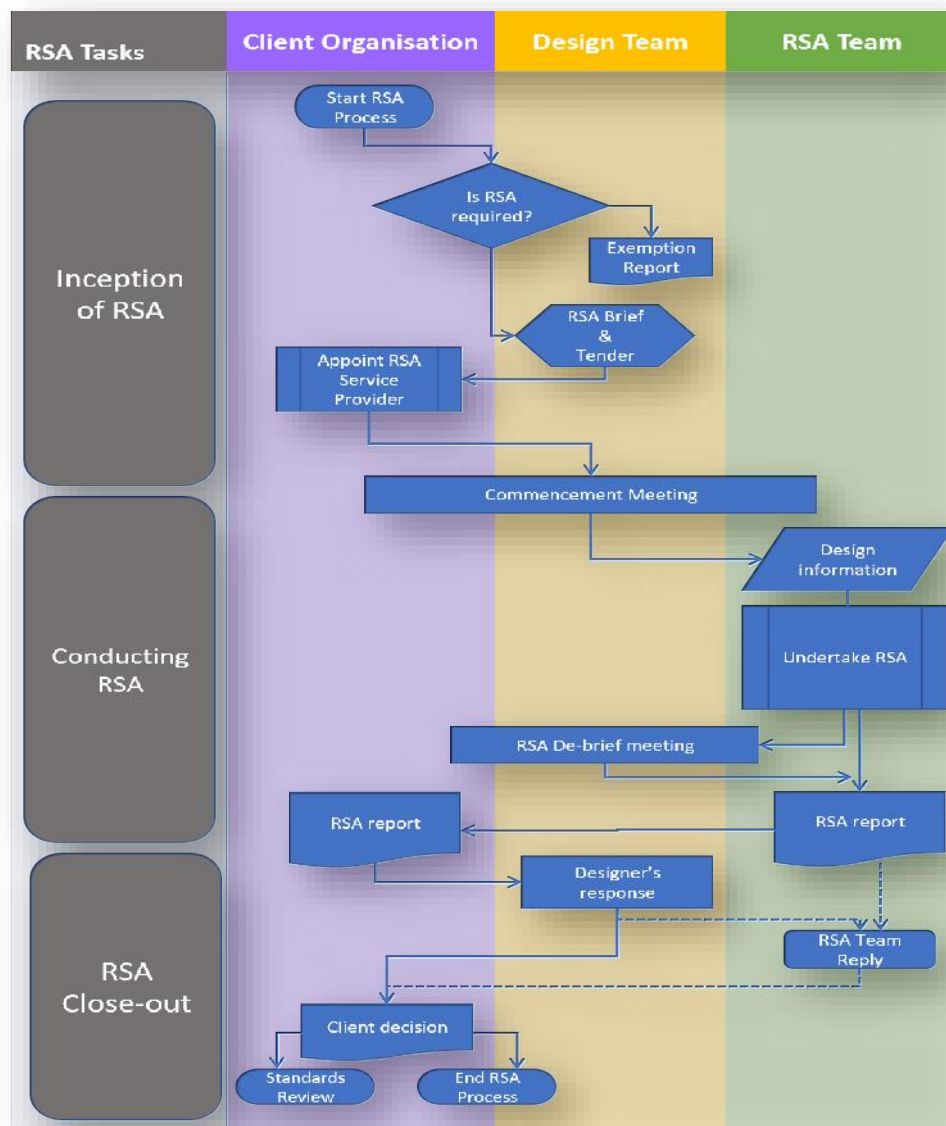 RSA Tasks
Client Organisation
Design Team
RSA Team
Start RSA
Process
Is RSA
required?
Exemption
Report
Inception
of RSA
RSA Brief
&
Tender
Appoint RSA
Service
Provider
Commencement Meeting
Design
information
Conducting
RSA
Undertake RSA
RSA De-brief meeting
RSA report
RSA report
Designer's
response
RSA Team
Reply
RSA
Close-out
Client decision
Standards
Review
End RSA
Process